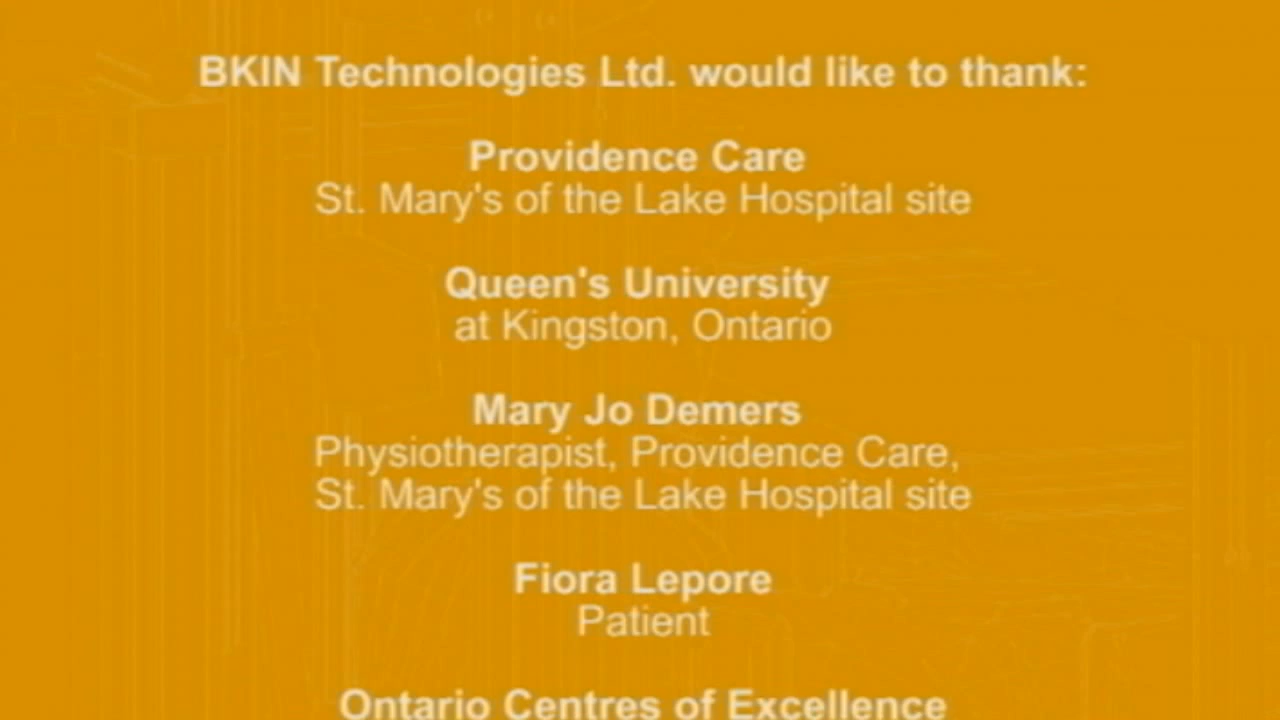 BKIN Technologies Ltd. would like to thank:
Providence Care
St. Mary's of the Lake Hospital site
Queen's University
at Kingston, Ontario
Mary Jo Demers
Physiotherapist, Providence Care,
St. Mary's of the Lake Hospital site
Fiora Lepore
Patient
Ontario Centres of Excellence